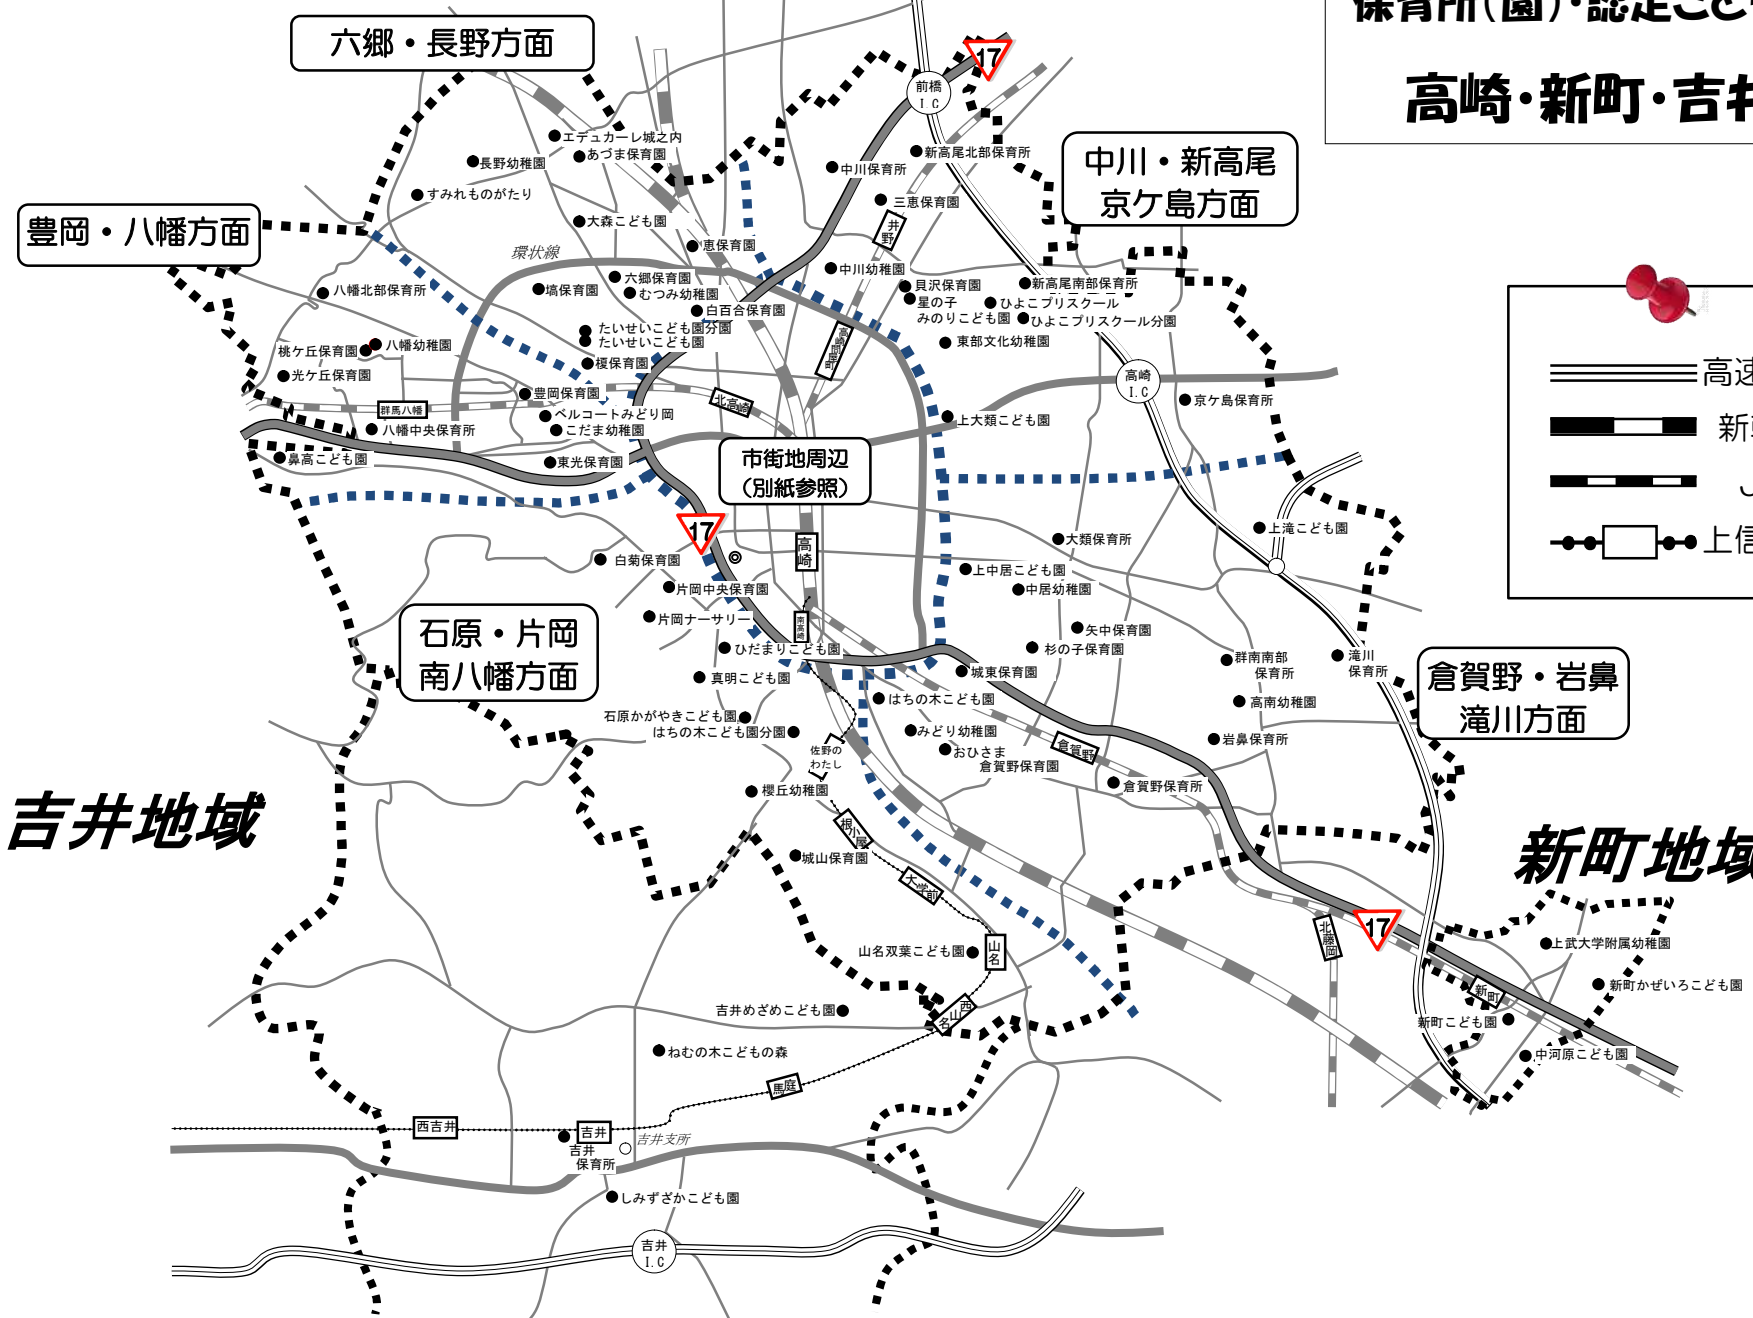 保育所(園)・認定こど
高崎・新町・吉井
六郷・長野方面
中川・新高尾
京ケ島方面
豊岡・八幡方面
石原・片岡
南八幡方面
倉賀野・岩鼻
滝川方面
市街地周辺
(別紙参照)
吉井地域
新町地域
高速
新幹
上信
17
前橋
I.C
エデュカーレ城之内
あづま保育園
長野幼稚園
すみれものがたり
大森こども園
環状線
恵保育園
中川保育所
新高尾北部保育所
三恵保育園
井野
中川幼稚園
六郷保育園
むつみ幼稚園
塙保育園
白百合保育園
八幡北部保育所
貝沢保育園
星の子
みのりこども園
新高尾南部保育所
ひよこプリスクール
ひよこプリスクール分園
東部文化幼稚園
たいせいこども園分園
たいせいこども園
高崎問屋町
八幡幼稚園
桃ケ丘保育園
光ケ丘保育園
榎保育園
豊岡保育園
北高崎
高崎
I.C
京ケ島保育所
群馬八幡
ベルコートみどり岡
こだま幼稚園
八幡中央保育所
上大類こども園
鼻高こども園
東光保育園
17
高崎
白菊保育園
片岡中央保育園
片岡ナーサリー
南高崎
ひだまりこども園
真明こども園
上滝こども園
大類保育所
上中居こども園
中居幼稚園
矢中保育園
杉の子保育園
城東保育園
群南南部
保育所
滝川
保育所
高南幼稚園
はちの木こども園
石原かがやきこども園
はちの木こども園分園
みどり幼稚園
おひさま
倉賀野保育園
倉賀野
岩鼻保育所
倉賀野保育所
佐野の
わたし
櫻丘幼稚園
根小屋
城山保育園
大学前
山名双葉こども園
山名
西山名
吉井めざめこども園
ねむの木こどもの森
馬庭
北藤岡
17
上武大学附属幼稚園
新町かぜいろこども園
新町
新町こども園
中河原こども園
西吉井
吉井
吉井支所
吉井
保育所
しみずざかこども園
吉井
I.C